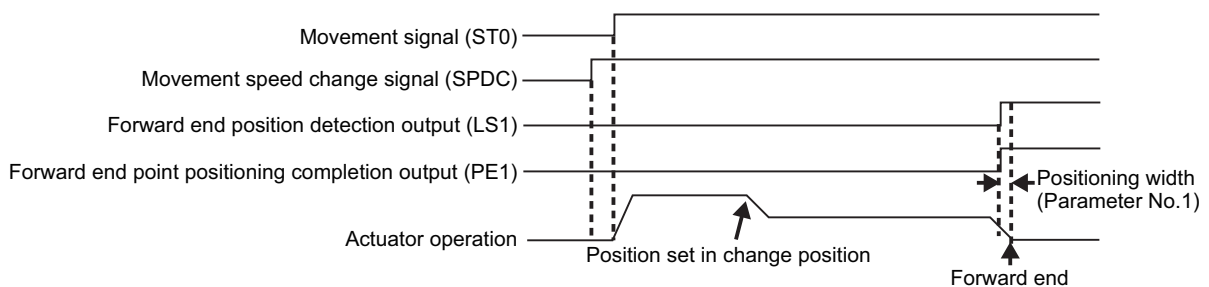 Movement signal (ST0)
Movement speed change signal (SPDC)
Forward end position detection output (LS1)
Forward end point positioning completion output (PE1)
Positioning width
(Parameter No.1)
Actuator operation
Position set in change position
Forward end